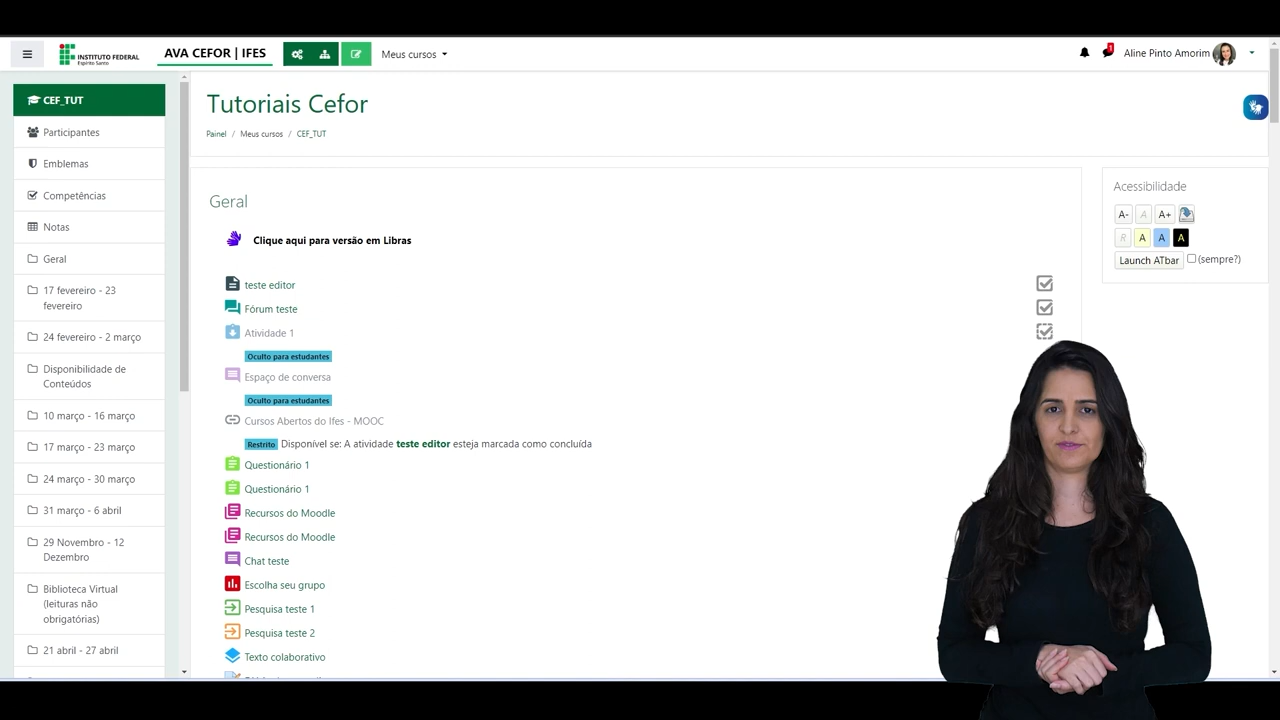 INSTITUTO FEDERAL
Espírito Santo
AVA CEFOR | IFES
Meus cursos
1
Aline Pinto Amorim
CEF_TUT
Participantes
Emblemas
Competências
Notas
Geral
17 fevereiro - 23
fevereiro
24 fevereiro - 2 março
Disponibilidade de
Conteúdos
10 março - 16 março
17 março - 23 março
24 março - 30 março
31 março - 6 abril
29 Novembro - 12
Dezembro
Biblioteca Virtual
(leituras não
obrigatórias)
21 abril - 27 abril
Tutoriais Cefor
Painel / Meus cursos / CEF_TUT
Geral
Clique aqui para versão em Libras
teste editor
Fórum teste
Atividade 1
Oculto para estudantes
Espaço de conversa
Oculto para estudantes
Cursos Abertos do Ifes - MOOC
Restrito Disponível se: A atividade teste editor esteja marcada como concluída
Questionário 1
Questionário 1
Recursos do Moodle
Recursos do Moodle
Chat teste
Escolha seu grupo
Pesquisa teste 1
Pesquisa teste 2
Texto colaborativo
Acessibilidade
A- A A+
R A A A
Launch ATbar (sempre?)